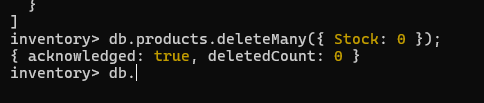 }
]
inventory> db.products.deleteMany({ Stock: 0 });
{ acknowledged: true, deletedCount: 0 }
inventory> db.